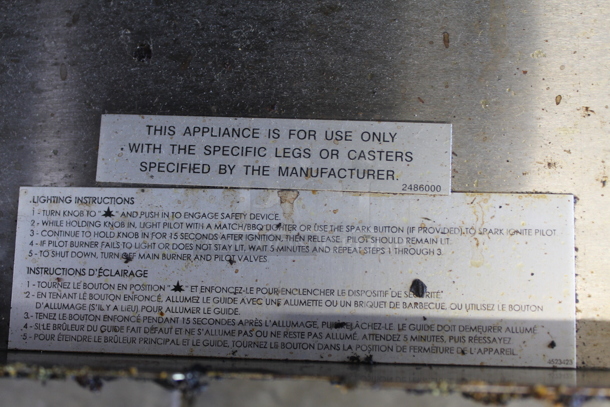 THIS APPLIANCE IS FOR USE ONLY
WITH THE SPECIFIC LEGS OR CASTERS
SPECIFIED BY THE MANUFACTURER.
2486000
LIGHTING INSTRUCTIONS
1 - TURN KNOB TO " " AND PUSH IN TO ENGAGE SAFETY DEVICE.
2 - WHILE HOLDING KNOB IN, LIGHT PILOT WITH A MATCH/BBQ LIGHTER OR USE THE SPARK BUTTON (IF PROVIDED) TO SPARK IGNITE PILOT.
3 - CONTINUE TO HOLD KNOB IN FOR 15 SECONDS AFTER IGNITION, THEN RELEASE. PILOT SHOULD REMAIN LIT.
4 - IF PILOT BURNER FAILS TO LIGHT OR DOES NOT STAY LIT, WAIT 5 MINUTES AND REPEAT STEPS 1 THROUGH 3.
5 - TO SHUT DOWN, TURN OFF MAIN BURNER AND PILOT VALVES
INSTRUCTIONS D'ÉCLAIRAGE
1 - TOURNEZ LE BOUTON EN POSITION " " ET ENFONCEZ-LE POUR ENCLENCHER LE DISPOSITIF DE SÉCURITÉ
2 - EN TENANT LE BOUTON ENFONCÉ, ALLUMEZ LE GUIDE AVEC UNE ALUMETTE OU UN BRIQUET DE BARBECUE, OU UTILISEZ LE BOUTON
D'ALLUMAGE (S'IL Y A LIEU) POUR ALLUMER LE GUIDE.
3 - TENEZ LE BOUTON ENFONCÉ PENDANT 15 SECONDES APRÈS L'ALLUMAGE, PUIS RELÂCHEZ-LE. LE GUIDE DOIT DEMEURER ALLUMÉ
4 - SI LE BRÛLEUR DU GUIDE FAIT DÉFAUT ET NE S'ALLUME PAS OU NE RESTE PAS ALLUMÉ, ATTENDEZ 5 MINUTES, PUIS RÉESSAYEZ
5 - POUR ÉTEINDRE LE BRÛLEUR PRINCIPAL ET LE GUIDE, TOURNEZ LE BOUTON DANS LA POSITION DE FERMETURE DE L'APPAREIL.